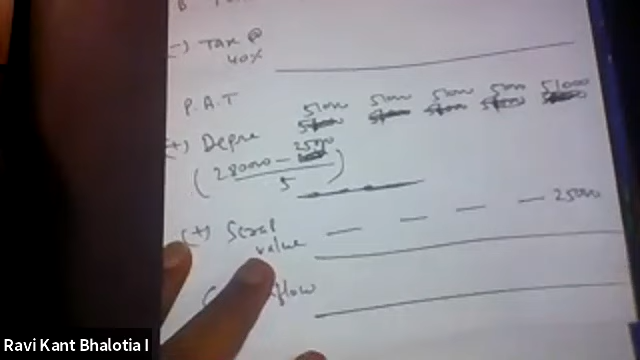 (-) Tax @
40%
P.A.T
51000 51000 51000 51000 51000
(+) Depre
(280000 - 25000
5)
(+) Scrap
value — — — — 25000
flow
Ravi Kant Bhalotia I